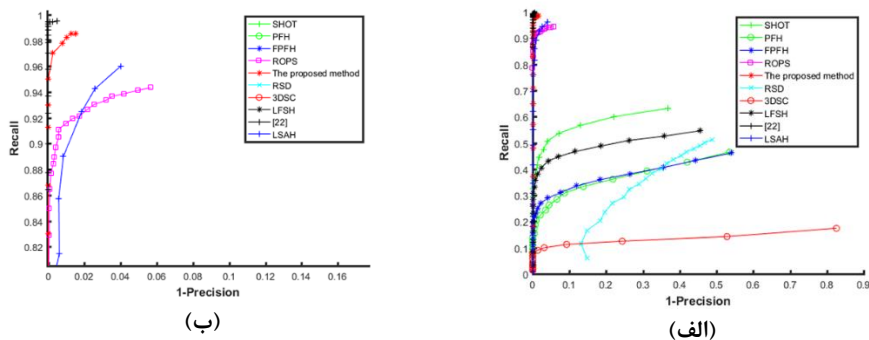 1
0.98
0.96
0.94
0.92
0.9
0.88
0.86
0.84
0.82
Recall
0
0.02
0.04
0.06
0.08
0.1
0.12
0.14
0.16
1-Precision
SHOT
PFH
FPFH
ROPS
The proposed method
RSD
3DSC
LFSH
[22]
LSAH
(ب)
1
0.9
0.8
0.7
0.6
0.5
0.4
0.3
0.2
0.1
0
Recall
0
0.1
0.2
0.3
0.4
0.5
0.6
0.7
0.8
0.9
1-Precision
SHOT
PFH
FPFH
ROPS
The proposed method
RSD
3DSC
LFSH
[22]
LSAH
(الف)